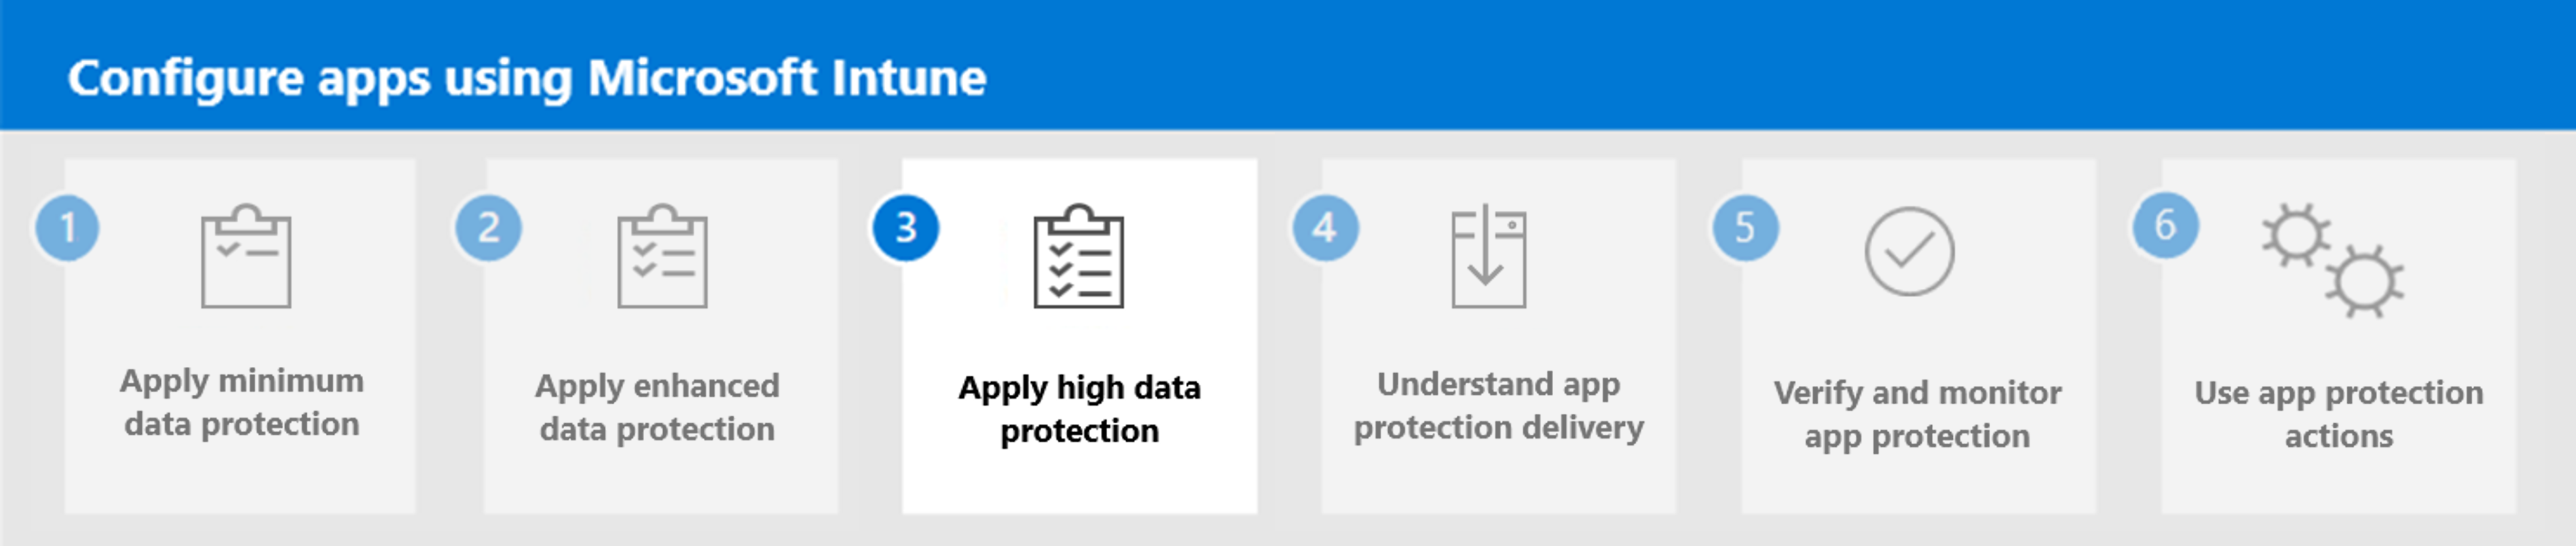 Configure apps using Microsoft Intune
1
Apply minimum
data protection
2
Apply enhanced
data protection
3
Apply high data
protection
4
Understand app
protection delivery
5
Verify and monitor
app protection
6
Use app protection
actions